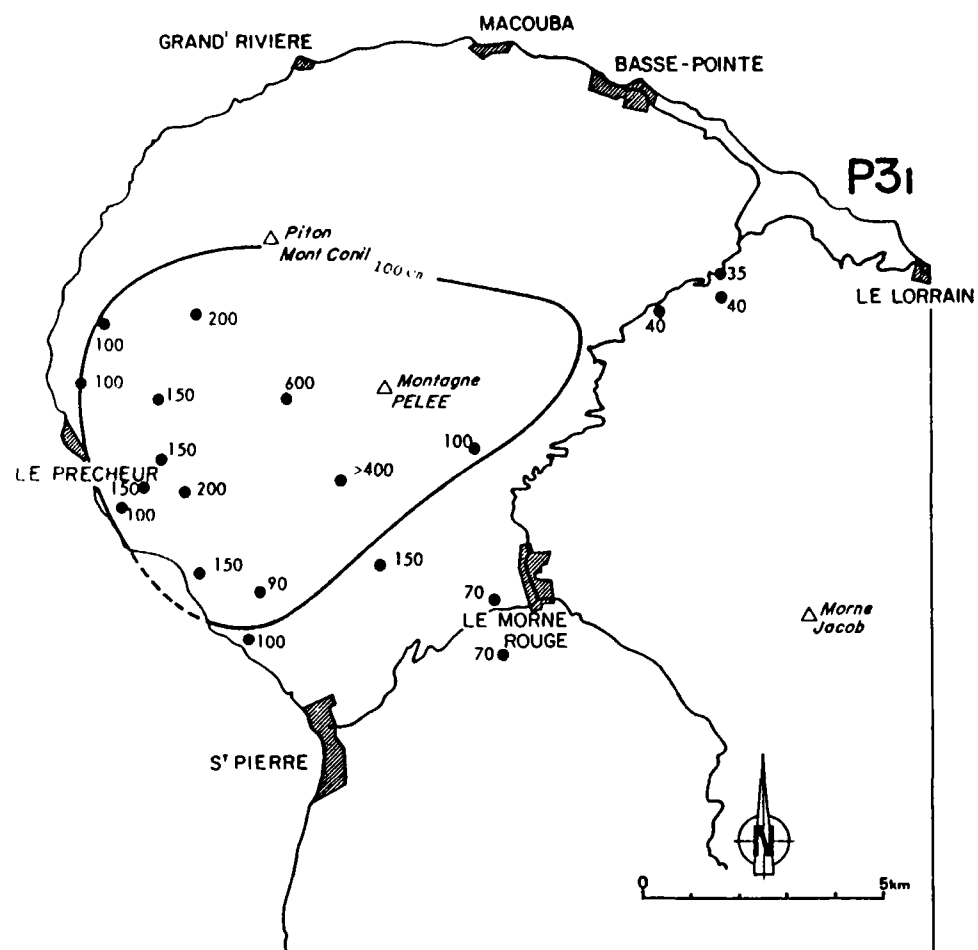 MACOUBA
GRAND' RIVIÈRE
BASSE-POINTE
P31
Piton
Mont Conil
100 cm
35
LE LORRAIN
40
40
200
100
100
150
600
Montagne
PELEE
100
150
LE PRECHEUR
>400
150
200
100
150
150
90
70
Morne
Jacob
LE MORNE
ROUGE
100
70
ST PIERRE
N
0
5km